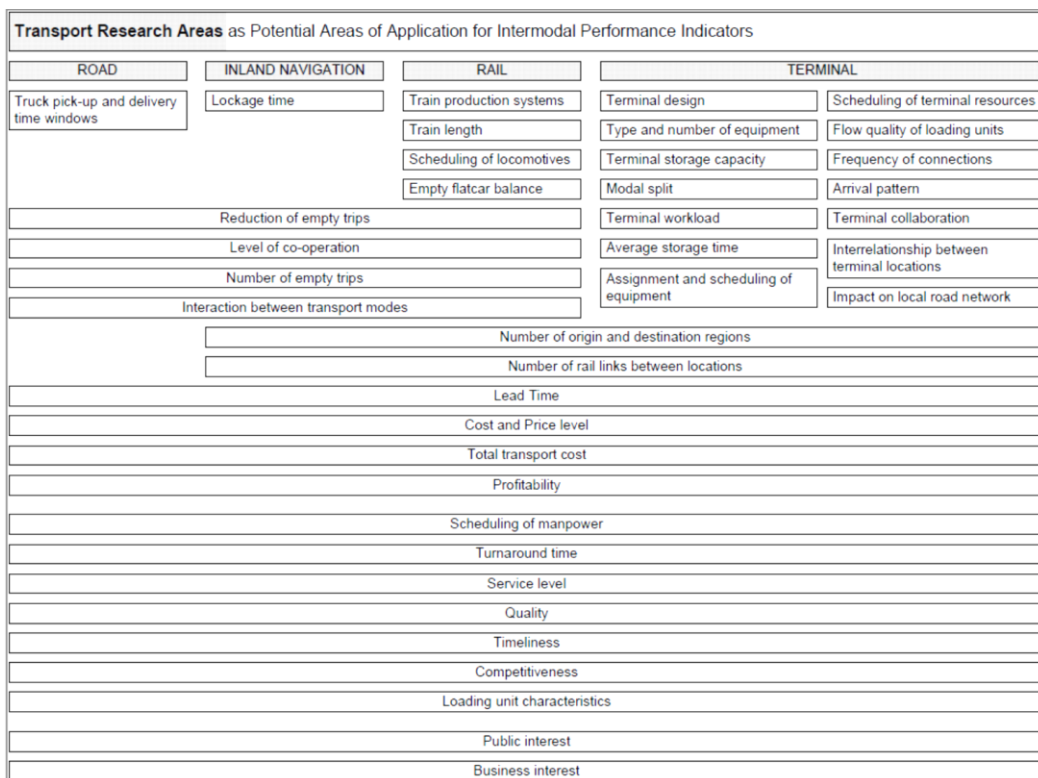 Transport Research Areas as Potential Areas of Application for Intermodal Performance Indicators
ROAD
INLAND NAVIGATION
RAIL
TERMINAL
Truck pick-up and delivery
time windows
Lockage time
Train production systems
Train length
Scheduling of locomotives
Empty flatcar balance
Terminal design
Type and number of equipment
Terminal storage capacity
Modal split
Terminal workload
Average storage time
Assignment and scheduling of
equipment
Scheduling of terminal resources
Flow quality of loading units
Frequency of connections
Arrival pattern
Terminal collaboration
Interrelationship between
terminal locations
Impact on local road network
Reduction of empty trips
Level of co-operation
Number of empty trips
Interaction between transport modes
Number of origin and destination regions
Number of rail links between locations
Lead Time
Cost and Price level
Total transport cost
Profitability
Scheduling of manpower
Turnaround time
Service level
Quality
Timeliness
Competitiveness
Loading unit characteristics
Public interest
Business interest